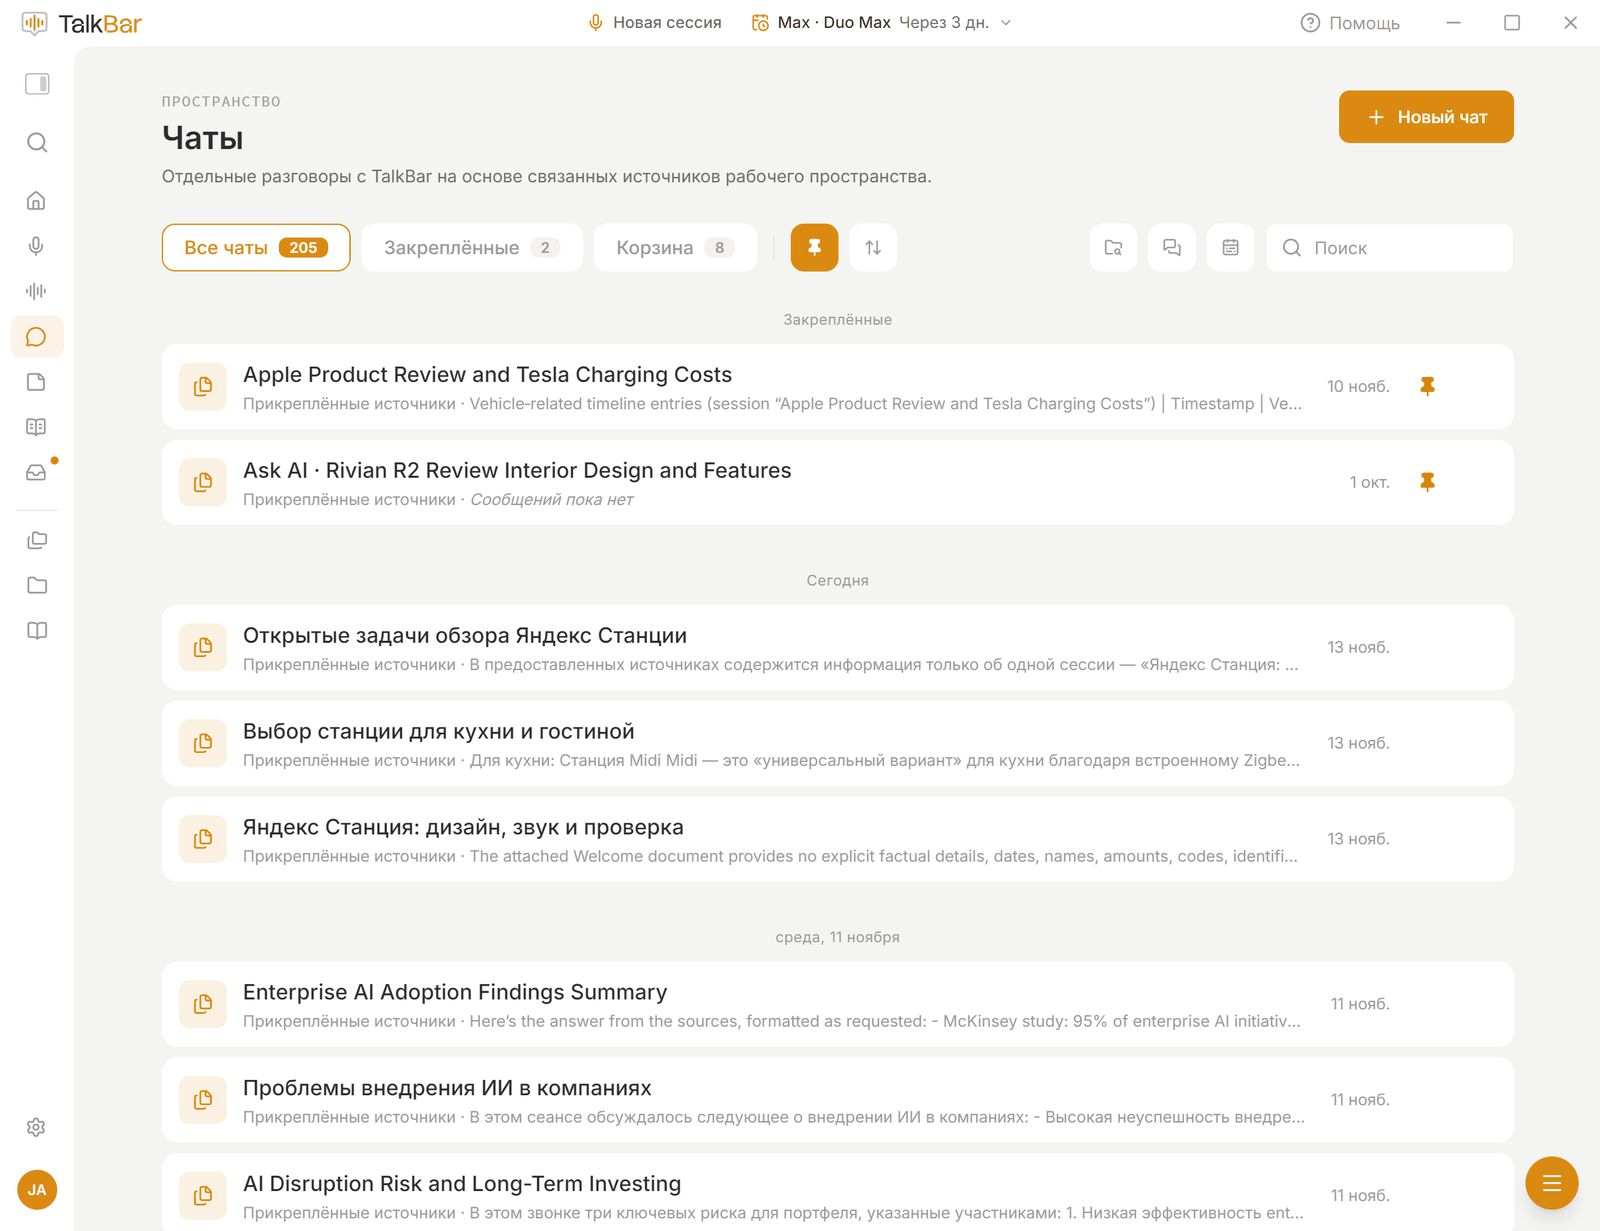 TalkBar
Новая сессия
Max · Duo Max Через 3 дн.
Помощь
ПРОСТРАНСТВО
Чаты
Отдельные разговоры с TalkBar на основе связанных источников рабочего пространства.
Новый чат
Все чаты 205
Закреплённые 2
Корзина 8
Поиск
Закреплённые
Apple Product Review and Tesla Charging Costs
Прикреплённые источники · Vehicle-related timeline entries (session “Apple Product Review and Tesla Charging Costs”) | Timestamp | Ve...
10 нояб.
Ask AI · Rivian R2 Review Interior Design and Features
Прикреплённые источники · Сообщений пока нет
1 окт.
Сегодня
Открытые задачи обзора Яндекс Станции
Прикреплённые источники · В предоставленных источниках содержится информация только об одной сессии — «Яндекс Станция: ...
13 нояб.
Выбор станции для кухни и гостиной
Прикреплённые источники · Для кухни: Станция Midi Midi — это «универсальный вариант» для кухни благодаря встроенному Zigbe...
13 нояб.
Яндекс Станция: дизайн, звук и проверка
Прикреплённые источники · The attached Welcome document provides no explicit factual details, dates, names, amounts, codes, identifi...
13 нояб.
среда, 11 ноября
Enterprise AI Adoption Findings Summary
Прикреплённые источники · Here’s the answer from the sources, formatted as requested: - McKinsey study: 95% of enterprise AI initiativ...
11 нояб.
Проблемы внедрения ИИ в компаниях
Прикреплённые источники · В этом сеансе обсуждалось следующее о внедрении ИИ в компаниях: - Высокая неуспешность внедре...
11 нояб.
AI Disruption Risk and Long-Term Investing
Прикреплённые источники · В этом звонке три ключевых риска для портфеля, указанные участниками: 1. Низкая эффективность ent...
11 нояб.
JA